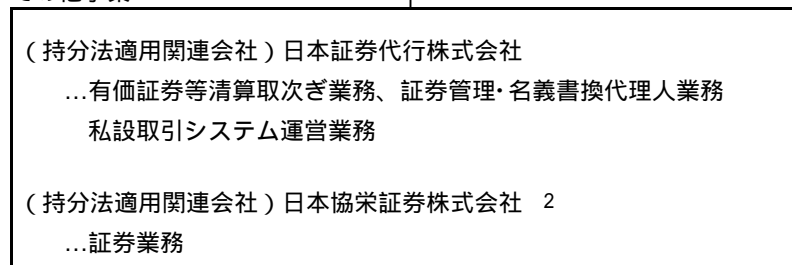 (持分法適用関連会社)日本証券代行株式会社
…有価証券等清算取次ぎ業務、証券管理・名義書換代理人業務
私設取引システム運営業務
(持分法適用関連会社)日本協栄証券株式会社 2
…証券業務